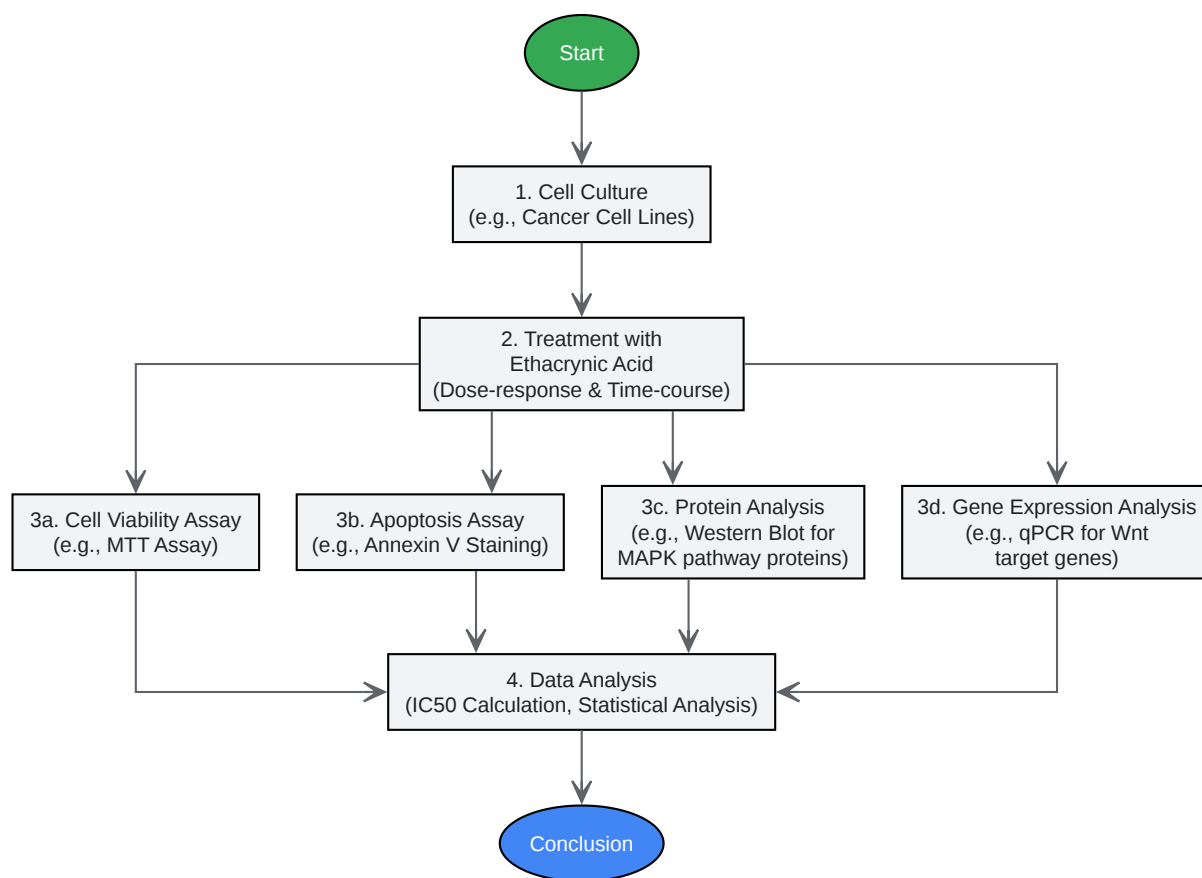 Start
1. Cell Culture
(e.g., Cancer Cell Lines)
2. Treatment with
Ethacrynic Acid
(Dose-response & Time-course)
3a. Cell Viability Assay
(e.g., MTT Assay)
3b. Apoptosis Assay
(e.g., Annexin V Staining)
3c. Protein Analysis
(e.g., Western Blot for
MAPK pathway proteins)
3d. Gene Expression Analysis
(e.g., qPCR for Wnt
target genes)
4. Data Analysis
(IC50 Calculation, Statistical Analysis)
Conclusion